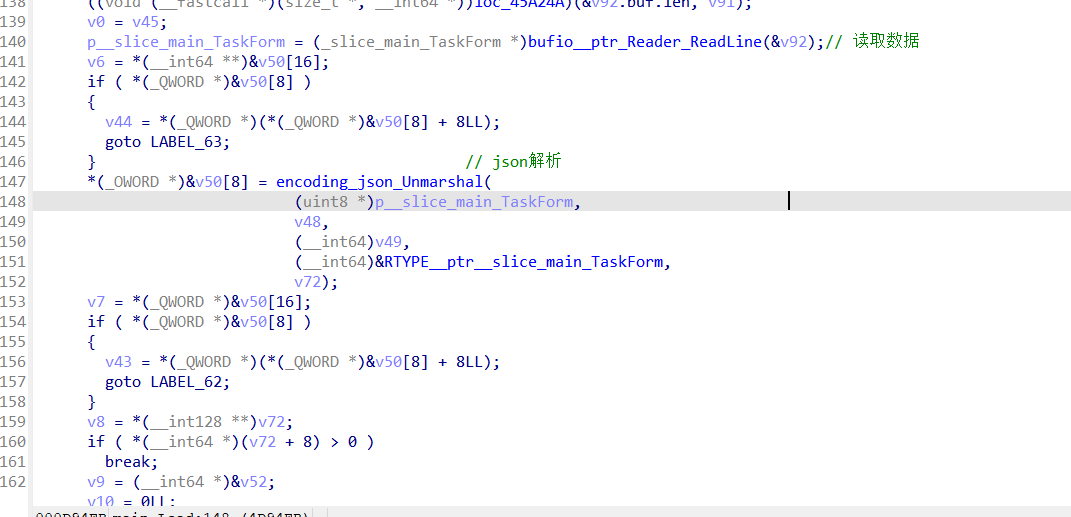 138 ((void (__fastcall *)(size_t *, __int64 *))loc_45A24A)(&v92.buf.len, v91);
139 v0 = v45;
140 p__slice_main_TaskForm = (_slice_main_TaskForm *)bufio__ptr_Reader_ReadLine(&v92);// 读取数据
141 v6 = *(__int64 **)&v50[16];
142 if ( *(_QWORD *)&v50[8] )
143 {
144 v44 = *(_QWORD *)(*(_QWORD *)&v50[8] + 8LL);
145 goto LABEL_63;
146 } // json解析
147 *(_OWORD *)&v50[8] = encoding_json_Unmarshal(
148 (uint8 *)p__slice_main_TaskForm,
149 v48,
150 (__int64)v49,
151 (__int64)&RTYPE__ptr__slice_main_TaskForm,
152 v72);
153 v7 = *(_QWORD *)&v50[16];
154 if ( *(_QWORD *)&v50[8] )
155 {
156 v43 = *(_QWORD *)(*(_QWORD *)&v50[8] + 8LL);
157 goto LABEL_62;
158 }
159 v8 = *(__int128 **)v72;
160 if ( *(__int64 *)(v72 + 8) > 0 )
161 break;
162 v9 = (__int64 *)&v52;
v10 = 0LL;